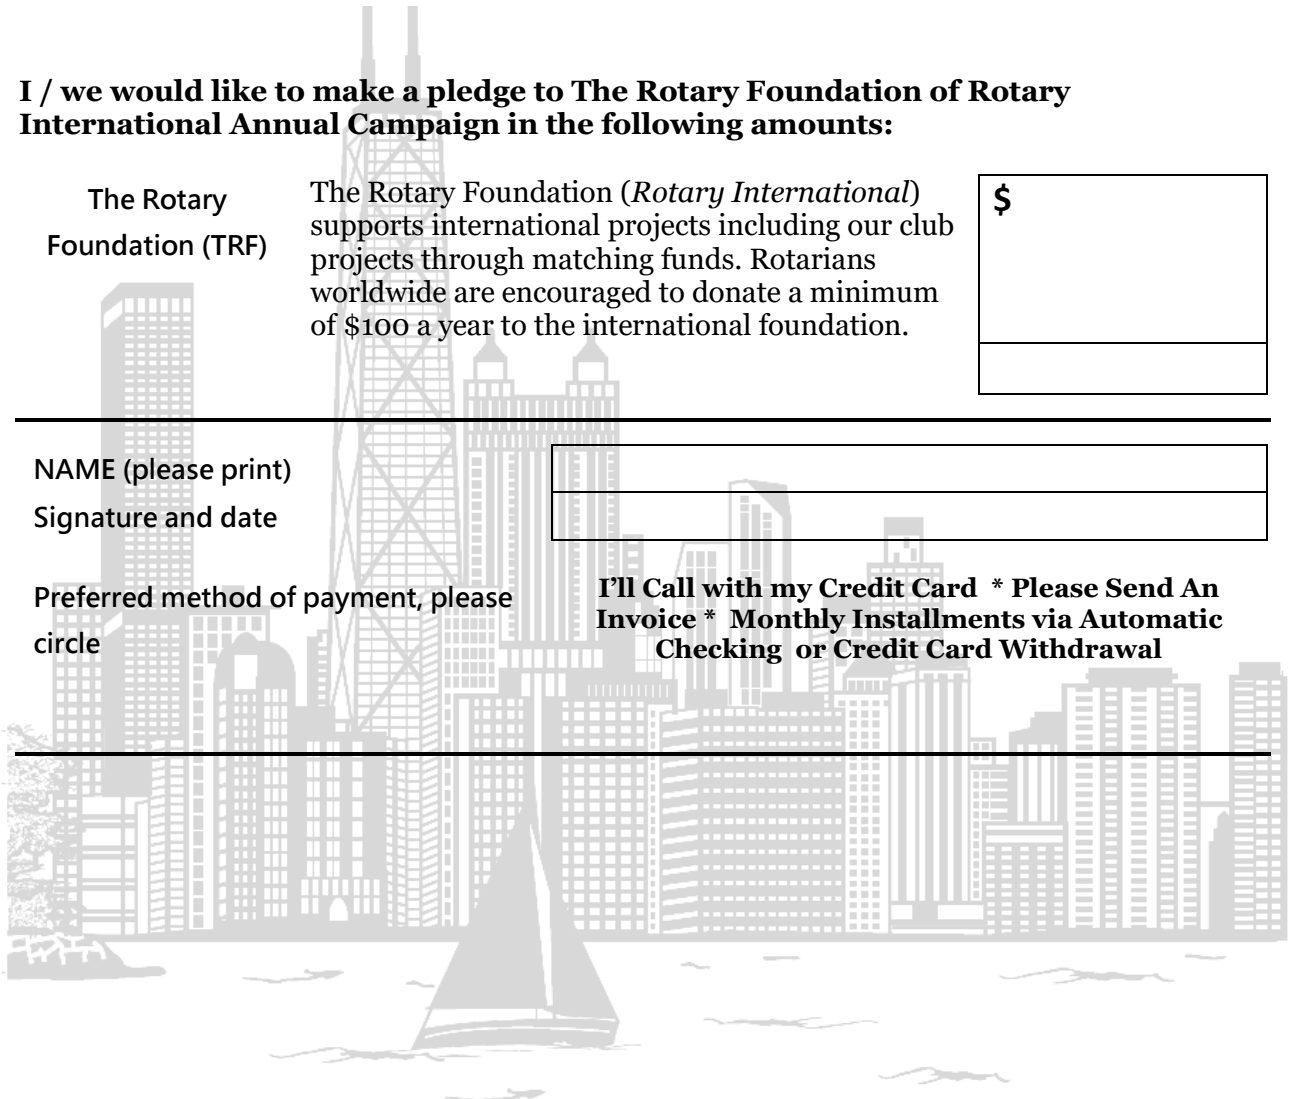 I / we would like to make a pledge to The Rotary Foundation of Rotary
International Annual Campaign in the following amounts:
The Rotary
Foundation (TRF)
The Rotary Foundation (Rotary International)
supports international projects including our club
projects through matching funds. Rotarians
worldwide are encouraged to donate a minimum
of $100 a year to the international foundation.
$
NAME (please print)
Signature and date
Preferred method of payment, please
circle
I’ll Call with my Credit Card * Please Send An
Invoice * Monthly Installments via Automatic
Checking or Credit Card Withdrawal